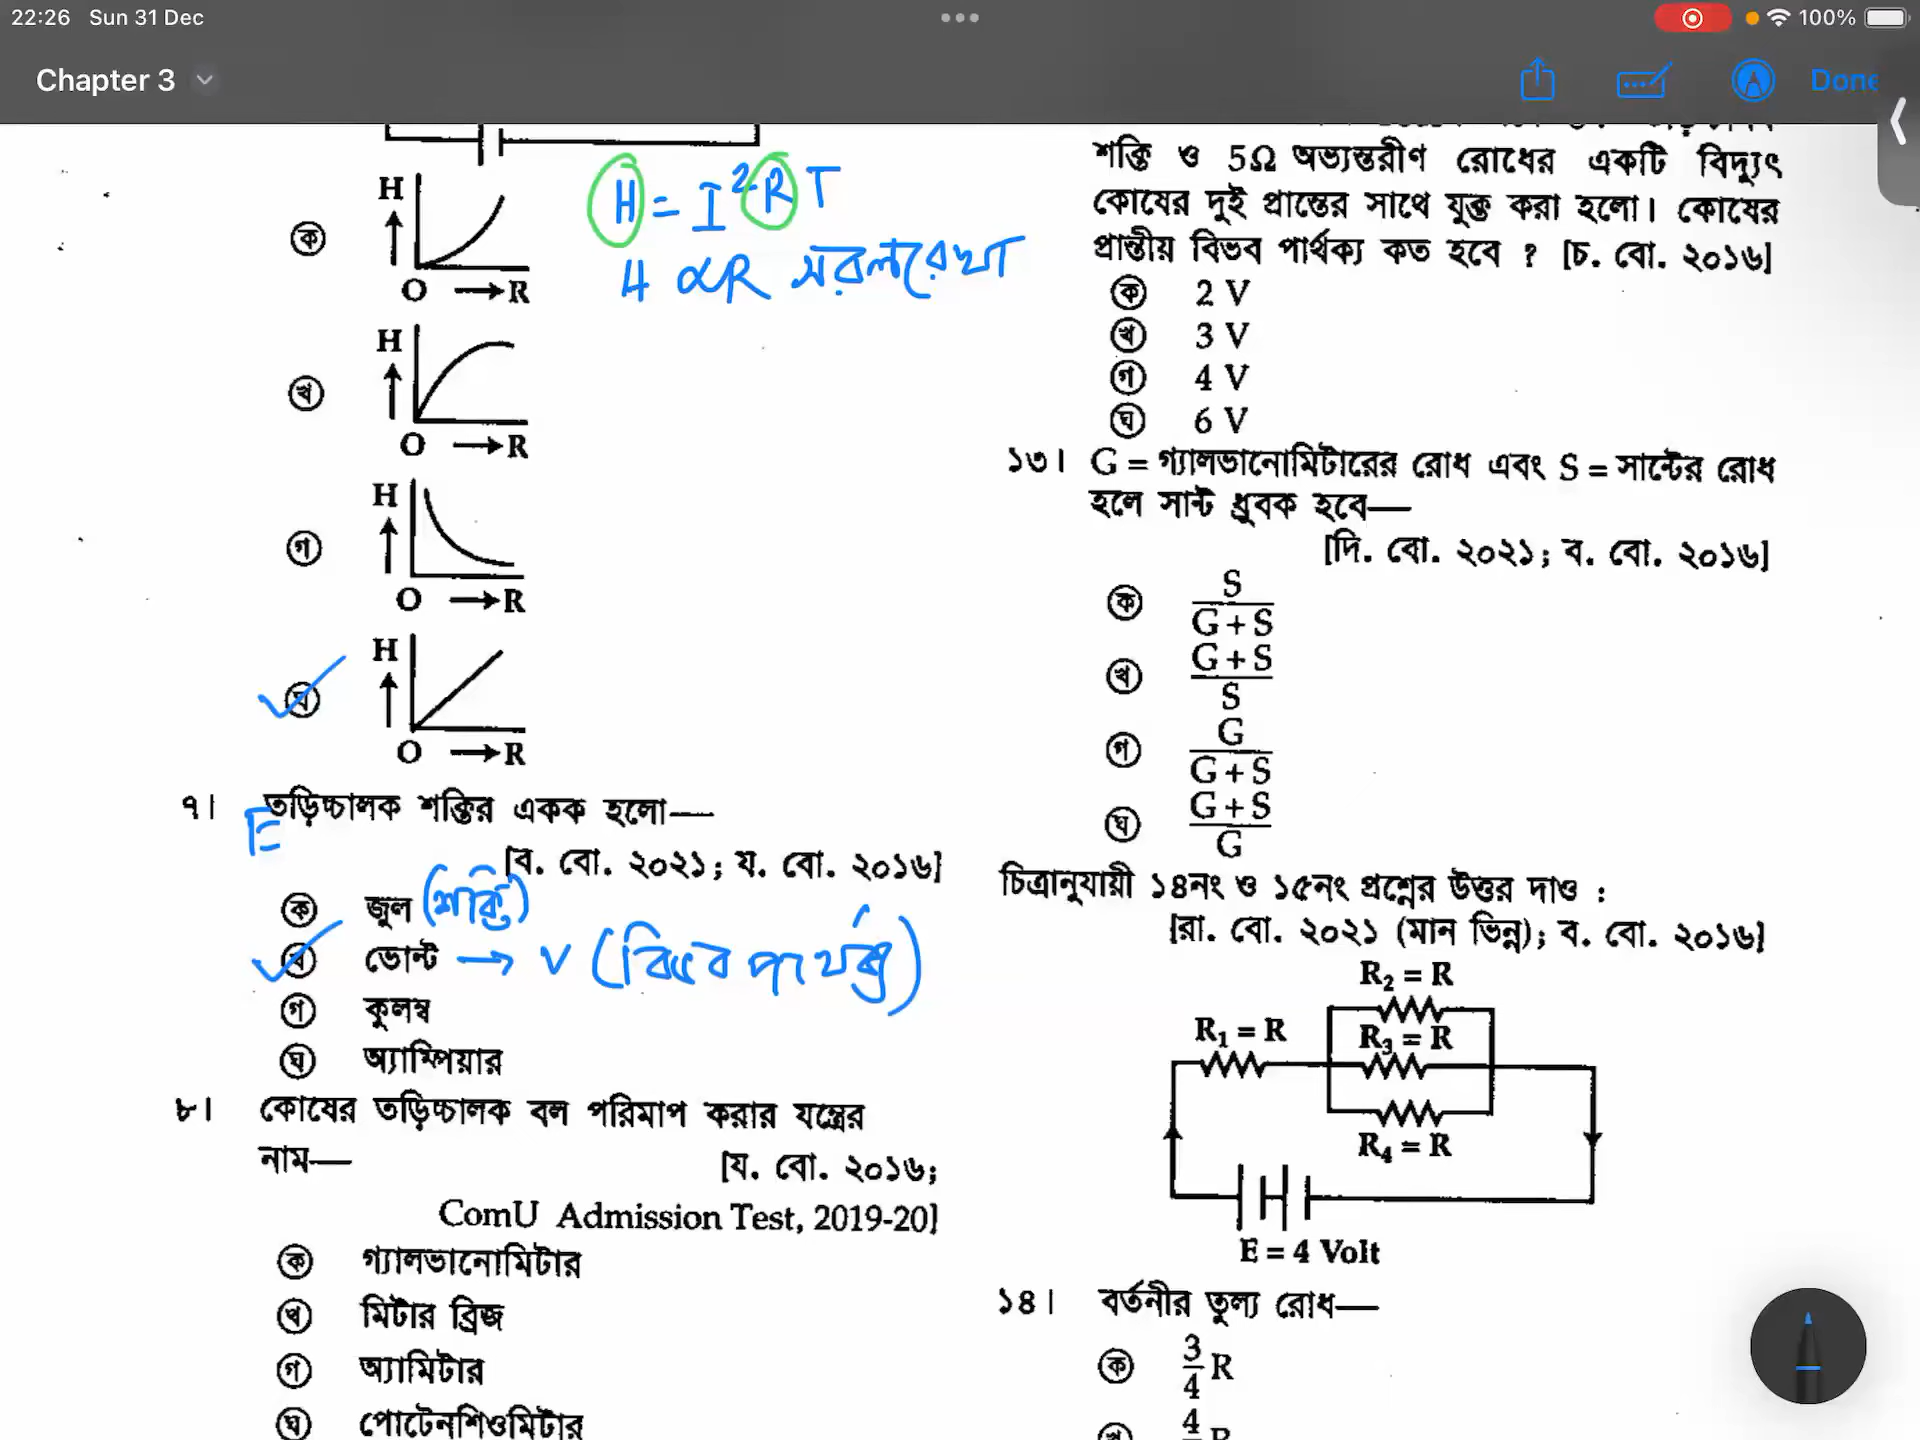 22:26 Sun 31 Dec
100%
Chapter 3
Done
H
ক
O → R
H = I²RT
H ∝R সরলরেখা
H
খ
O → R
H
গ
O → R
H
ঘ
O → R
৭। তড়িচ্চালক শক্তির একক হলো—
E
[ব. বো. ২০২১; য. বো. ২০১৬]
ক জুল (শক্তি)
খ ভোল্ট → V (বিভব পার্থক্য)
গ কুলম্ব
ঘ অ্যাম্পিয়ার
৮। কোষের তড়িচ্চালক বল পরিমাপ করার যন্ত্রের
নাম— [য. বো. ২০১৬;
ComU Admission Test, 2019-20]
ক গ্যালভানোমিটার
খ মিটার ব্রিজ
গ অ্যামিটার
ঘ পোটেনশিওমিটার
শক্তি ও 5Ω অভ্যন্তরীণ রোধের একটি বিদ্যুৎ
কোষের দুই প্রান্তের সাথে যুক্ত করা হলো। কোষের
প্রান্তীয় বিভব পার্থক্য কত হবে ? [চ. বো. ২০১৬]
ক 2 V
খ 3 V
গ 4 V
ঘ 6 V
১৩। G = গ্যালভানোমিটারের রোধ এবং S = সান্টের রোধ
হলে সান্ট ধ্রুবক হবে—
[দি. বো. ২০২১; ব. বো. ২০১৬]
ক S
G + S
খ G + S
S
গ G
G + S
ঘ G + S
G
চিত্রানুযায়ী ১৪নং ও ১৫নং প্রশ্নের উত্তর দাও :
[রা. বো. ২০২১ (মান ভিন্ন); ব. বো. ২০১৬]
R₂ = R
R₁ = R
R₃ = R
R₄ = R
E = 4 Volt
১৪। বর্তনীর তুল্য রোধ—
ক 3/4 R
4